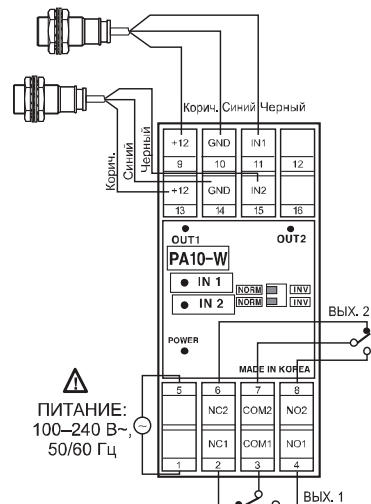 Корич. Синий Черный
Корич.
Синий
Черный
+12 GND IN1
9 10 11 12
+12 GND IN2
13 14 15 16
OUT1 OUT2
PA10-W
IN 1 NORM INV
IN 2 NORM INV
POWER
MADE IN KOREA
ВЫХ. 2
5 6 7 8
NC2 COM2 NO2
NC1 COM1 NO1
1 2 3 4
ПИТАНИЕ:
100–240 В~,
50/60 Гц
ВЫХ. 1